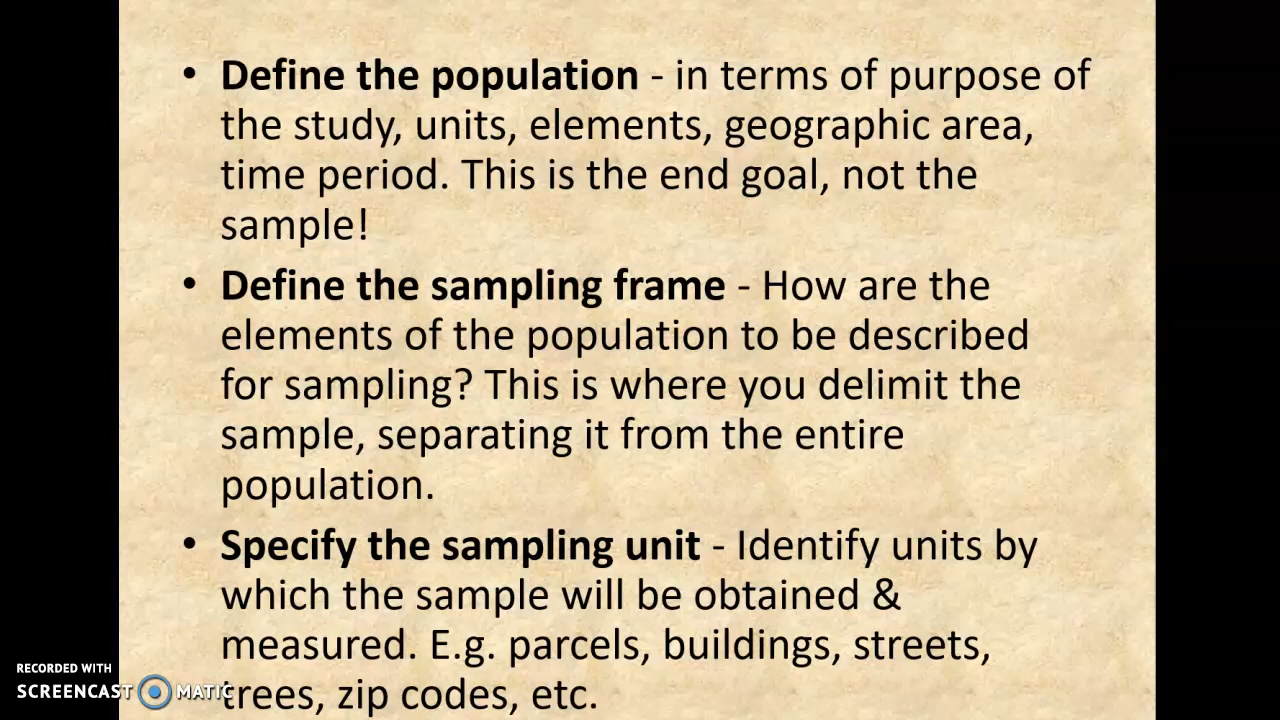 • Define the population - in terms of purpose of
the study, units, elements, geographic area,
time period. This is the end goal, not the
sample!
• Define the sampling frame - How are the
elements of the population to be described
for sampling? This is where you delimit the
sample, separating it from the entire
population.
• Specify the sampling unit - Identify units by
which the sample will be obtained &
measured. E.g. parcels, buildings, streets,
trees, zip codes, etc.
RECORDED WITH
SCREENCAST MATIC